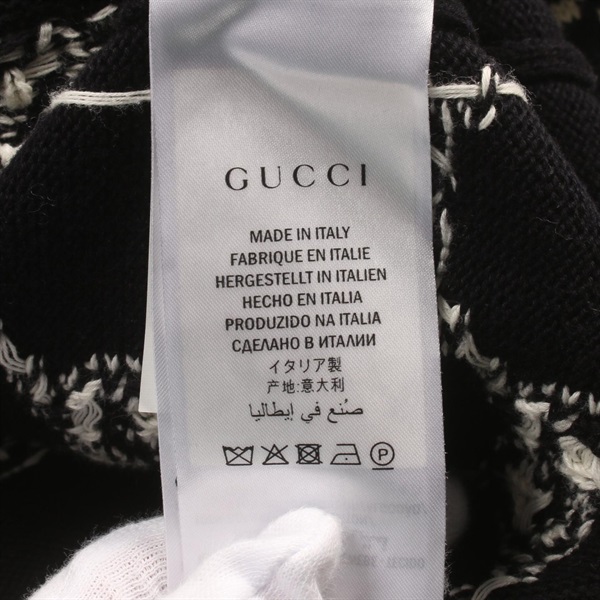 GUCCI
MADE IN ITALY
FABRIQUE EN ITALIE
HERGESTELLT IN ITALIEN
HECHO EN ITALIA
PRODUZIDO NA ITALIA
СДЕЛАНО В ИТАЛИИ
イタリア製
产地:意大利
صُنع في إيطاليا
P